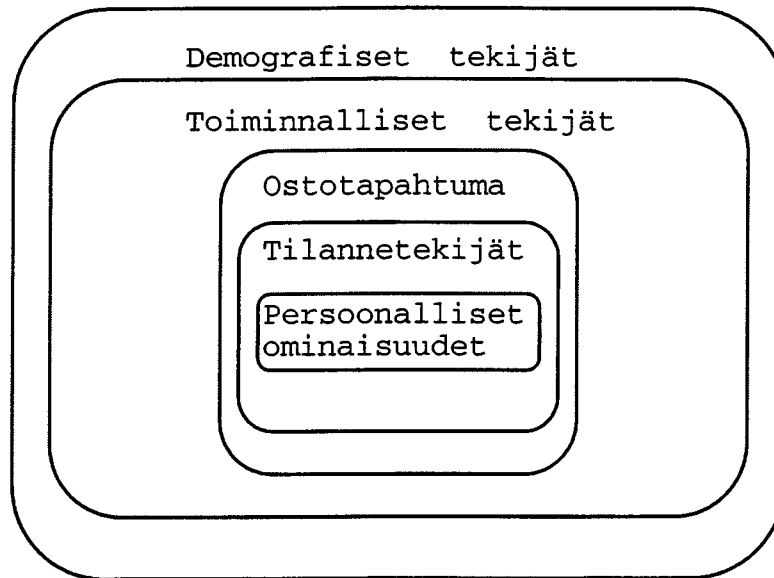 Demografiset tekijät
Toiminnalliset tekijät
Ostotapahtuma
Tilannetekijät
Persoonalliset
ominaisuudet